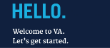 HELLO.
Welcome to VA.
Let's get started.